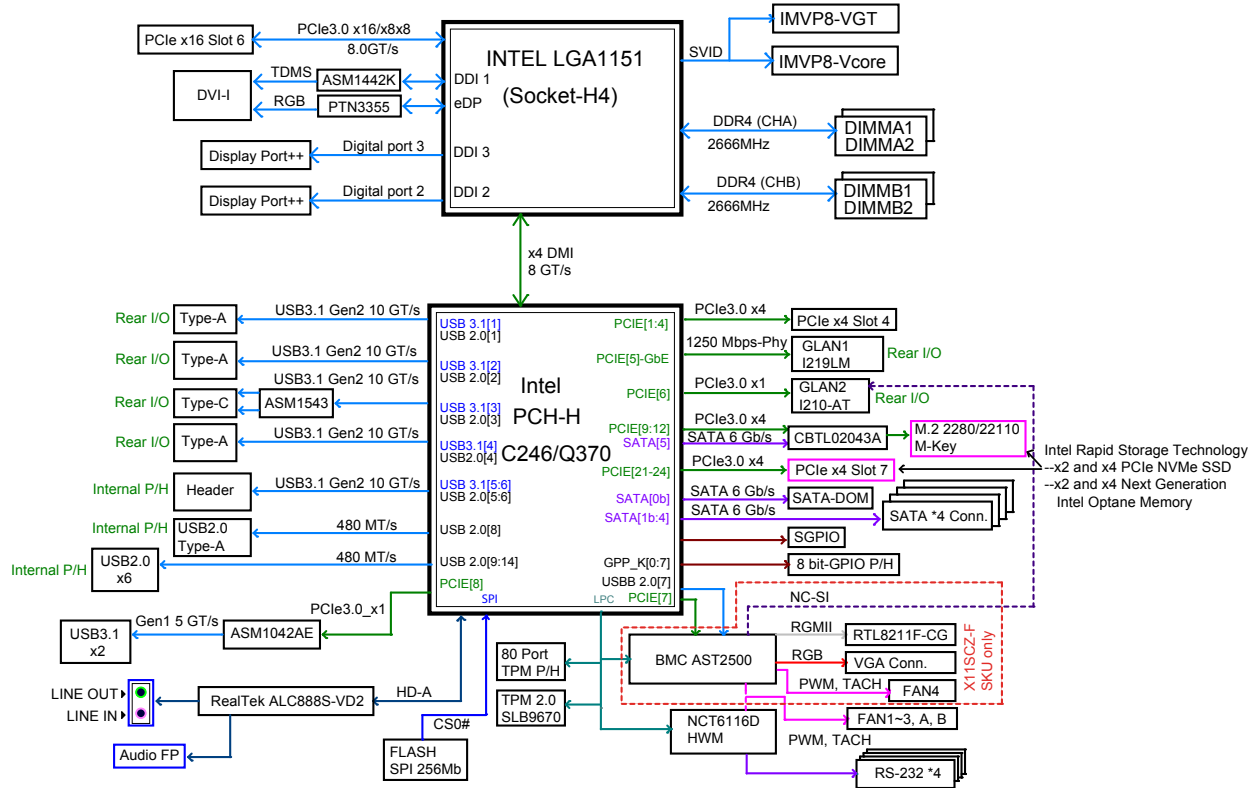 PCIe x16 Slot 6
PCIe3.0 x16/x8x8
8.0GT/s
INTEL LGA1151
(Socket-H4)
SVID
IMVP8-VGT
IMVP8-Vcore
DVI-I
TDMS
ASM1442K
DDI 1
RGB
PTN3355
eDP
DDR4 (CHA)
2666MHz
DIMMA1
DIMMA2
Display Port++
Digital port 3
DDI 3
Display Port++
Digital port 2
DDI 2
DDR4 (CHB)
2666MHz
DIMMB1
DIMMB2
x4 DMI
8 GT/s
Intel
PCH-H
C246/Q370
Rear I/O
Type-A
USB3.1 Gen2 10 GT/s
USB 3.1[1]
USB 2.0[1]
Rear I/O
Type-A
USB3.1 Gen2 10 GT/s
USB 3.1[2]
USB 2.0[2]
Rear I/O
Type-C
USB3.1 Gen2 10 GT/s
ASM1543
USB 3.1[3]
USB 2.0[3]
Rear I/O
Type-A
USB3.1 Gen2 10 GT/s
USB3.1[4]
USB2.0[4]
Internal P/H
Header
USB3.1 Gen2 10 GT/s
USB 3.1[5:6]
USB 2.0[5:6]
Internal P/H
USB2.0
Type-A
480 MT/s
USB 2.0[8]
Internal P/H
USB2.0
x6
480 MT/s
USB 2.0[9:14]
PCIE[8]
SPI
LPC
USB3.1
x2
Gen1 5 GT/s
ASM1042AE
PCIe3.0_x1
PCIE[1:4]
PCIe3.0 x4
PCIe x4 Slot 4
PCIE[5]-GbE
1250 Mbps-Phy
GLAN1
I219LM
Rear I/O
PCIE[6]
PCIe3.0 x1
GLAN2
I210-AT
Rear I/O
PCIE[9:12]
SATA[5]
PCIe3.0 x4
SATA 6 Gb/s
CBTL02043A
M.2 2280/22110
M-Key
PCIE[21-24]
PCIe3.0 x4
PCIe x4 Slot 7
Intel Rapid Storage Technology
--x2 and x4 PCIe NVMe SSD
--x2 and x4 Next Generation
Intel Optane Memory
SATA[0b]
SATA 6 Gb/s
SATA-DOM
SATA[1b:4]
SATA 6 Gb/s
SATA *4 Conn.
SGPIO
GPP_K[0:7]
8 bit-GPIO P/H
USBB 2.0[7]
PCIE[7]
NC-SI
BMC AST2500
RGMII
RTL8211F-CG
RGB
VGA Conn.
PWM, TACH
FAN4
X11SCZ-F
SKU only
80 Port
TPM P/H
TPM 2.0
SLB9670
NCT6116D
HWM
FAN1~3, A, B
PWM, TACH
RS-232 *4
LINE OUT
LINE IN
RealTek ALC888S-VD2
HD-A
Audio FP
CS0#
FLASH
SPI 256Mb